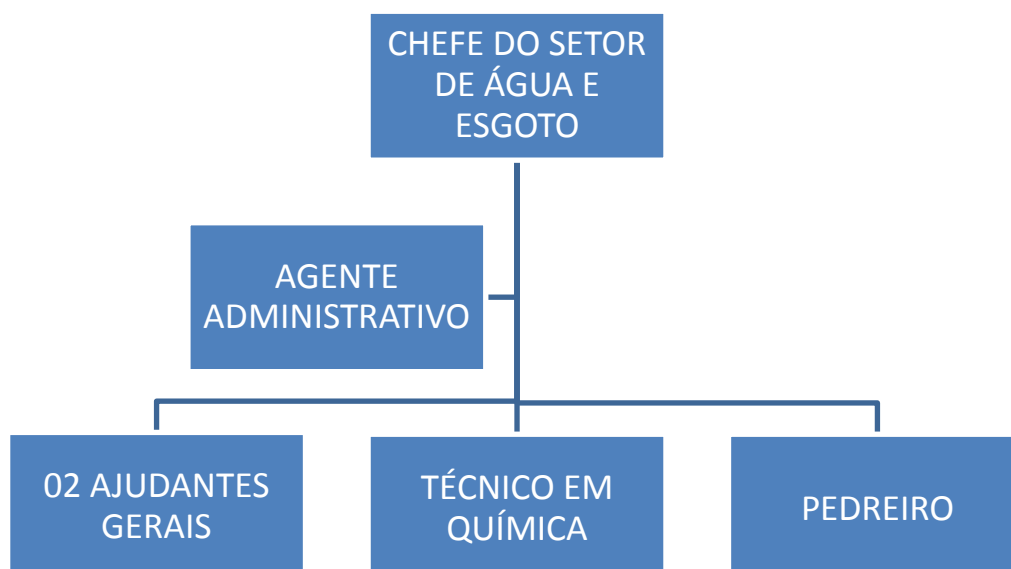 CHEFE DO SETOR
DE ÁGUA E
ESGOTO
AGENTE
ADMINISTRATIVO
02 AJUDANTES
GERAIS
TÉCNICO EM
QUÍMICA
PEDREIRO